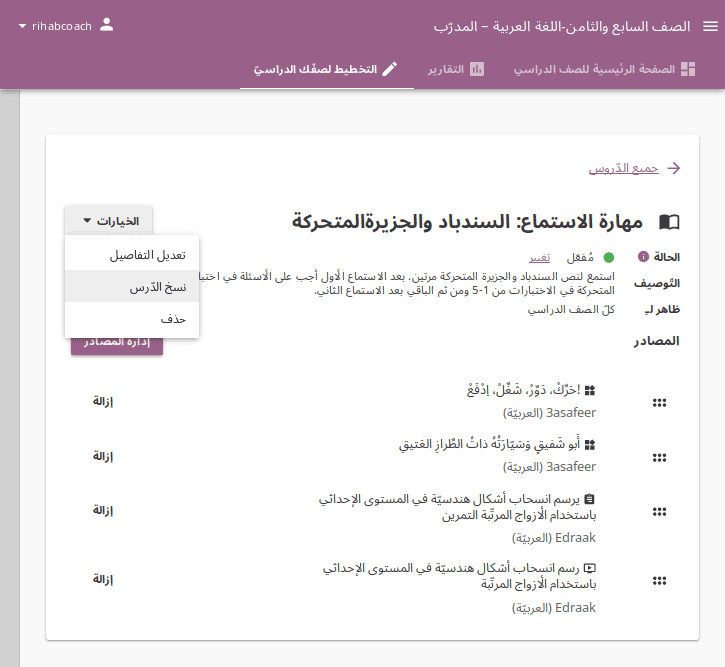 الصف السابع والثامن-اللغة العربية – المدرّب
rihabcoach
الصفحة الرئيسية للصف الدراسي
التقارير
التخطيط لصفّك الدراسيّ
جميع الدّروس
مهارة الاستماع: السندباد والجزيرةالمتحركة
الخيارات
تعديل التفاصيل
نسخ الدّرس
حذف
الحالة
مُفعّل
تغيير
التّوصيف
استمع لنص السندباد والجزيرة المتحركة مرتين. بعد الاستماع الأول أجب على الأسئلة في
المتحركة في الاختبارات من 1-5 ومن ثم الباقي بعد الاستماع الثاني.
ظاهر لـِ
كلّ الصف الدراسي
المصادر
إدارة المصادر
حَرِّكْ، دَوِّرْ، شَغِّلْ، اِدْفَعْ!
3asafeer (العربيّة)
إزالة
أَبو شَفيقٍ وَسَيّارَتُهُ ذاتُ الطِّرازِ العَتيقِ
3asafeer (العربيّة)
إزالة
يرسم انسحاب أشكال هندسيّة في المستوى الإحداثي
باستخدام الأزواج المرتّبة التمرين
Edraak (العربيّة)
إزالة
رسم انسحاب أشكال هندسيّة في المستوى الإحداثي
باستخدام الأزواج المرتّبة
Edraak (العربيّة)
إزالة